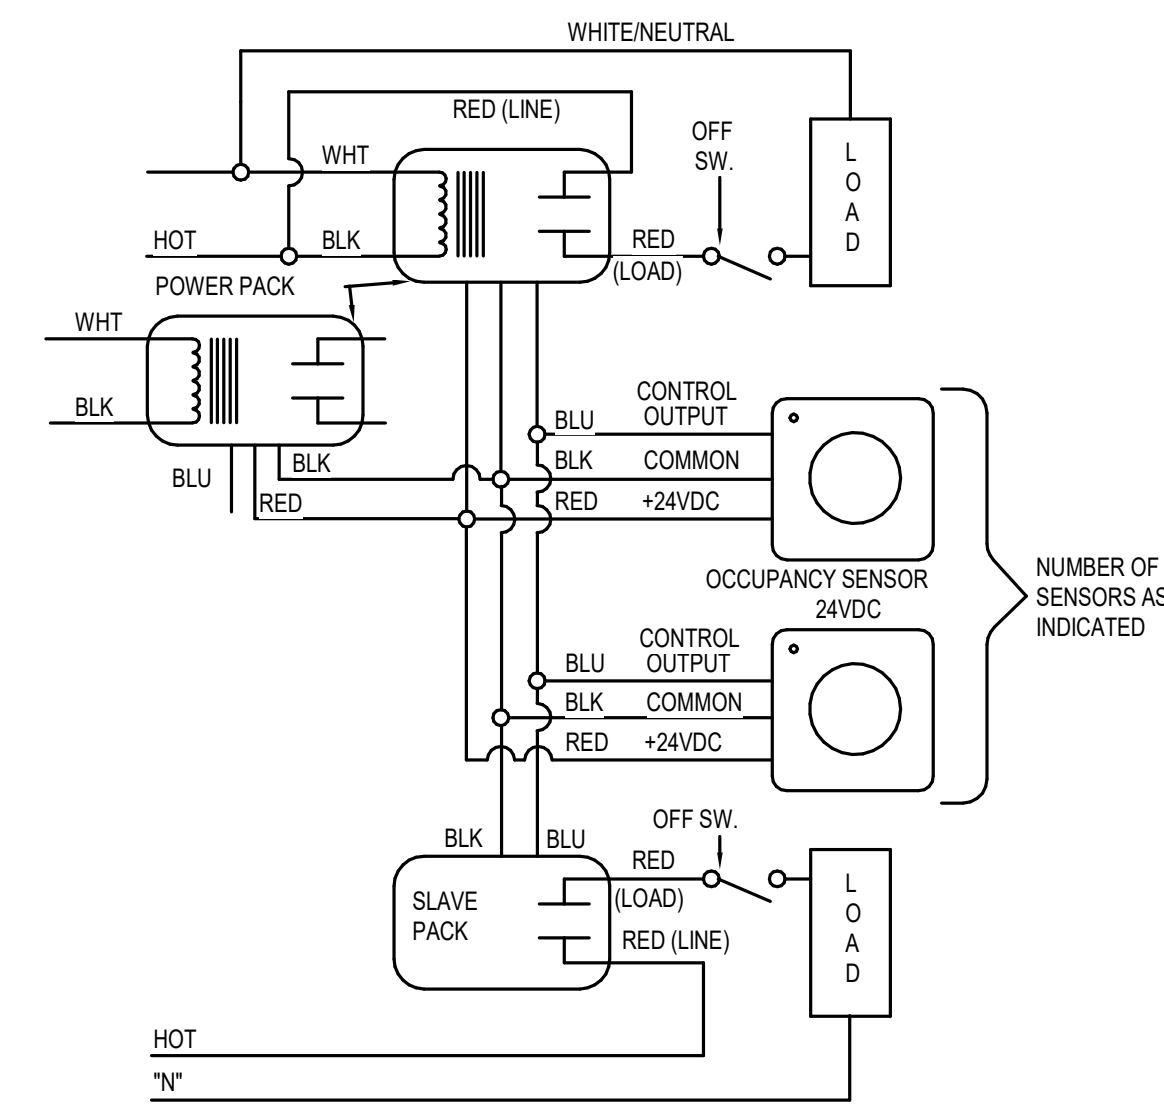 WHITE/NEUTRAL
RED (LINE)
OFF
SW.
WHT
L
O
A
D
HOT
BLK
RED
(LOAD)
POWER PACK
WHT
BLK
CONTROL
OUTPUT
BLU
BLK
COMMON
BLU
BLK
RED
RED
+24VDC
OCCUPANCY SENSOR
24VDC
NUMBER OF
SENSORS AS
INDICATED
CONTROL
OUTPUT
BLU
BLK
COMMON
RED
+24VDC
OFF SW.
BLK
BLU
RED
(LOAD)
SLAVE
PACK
RED (LINE)
L
O
A
D
HOT
"N"